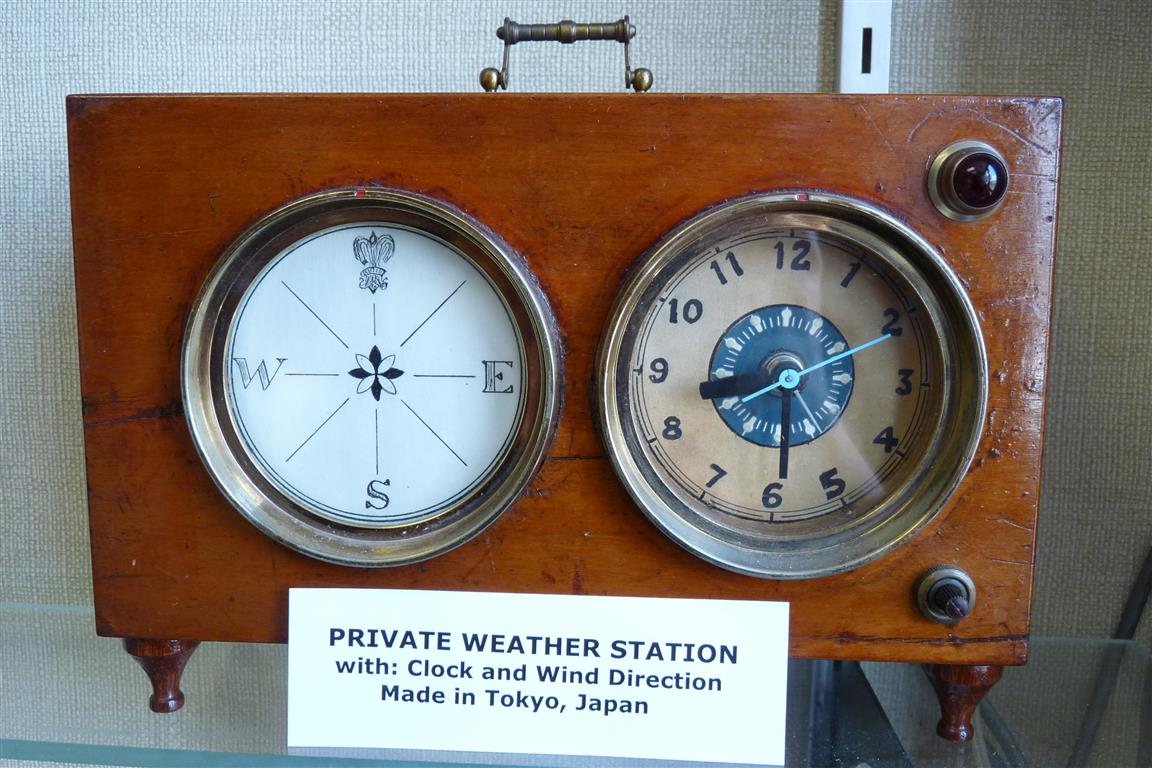 W
E
S
12
1
2
3
4
5
6
7
8
9
10
11
PRIVATE WEATHER STATION
with: Clock and Wind Direction
Made in Tokyo, Japan